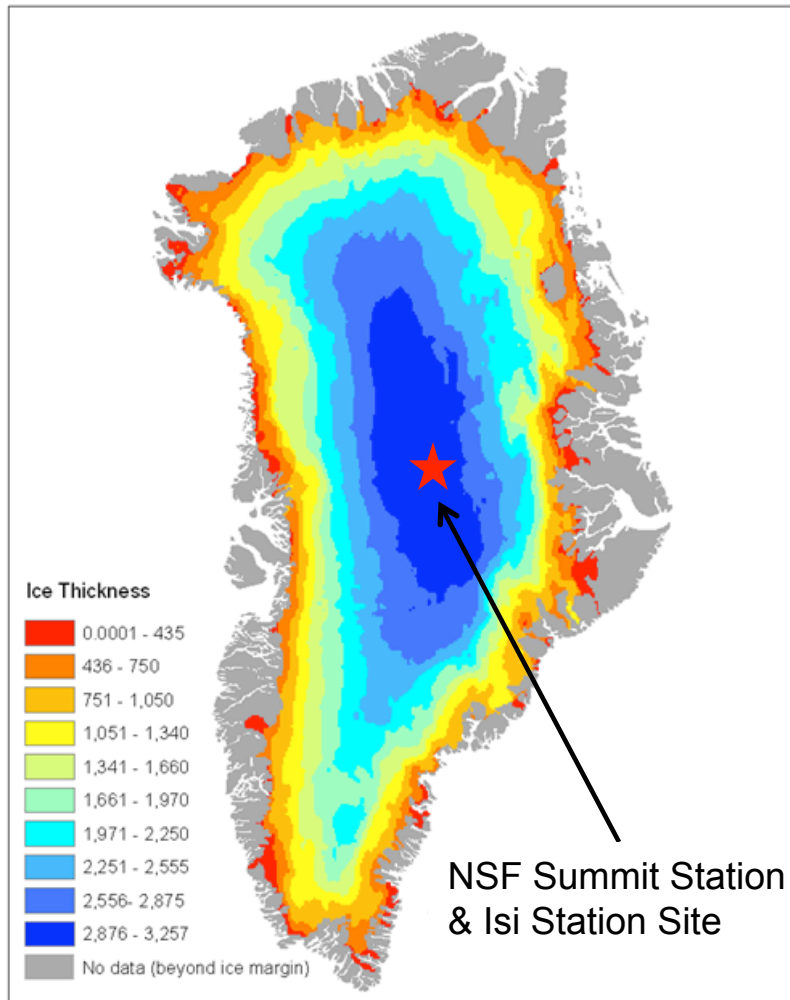 Ice Thickness
0.0001 - 435
436 - 750
751 - 1,050
1,051 - 1,340
1,341 - 1,660
1,661 - 1,970
1,971 - 2,250
2,251 - 2,555
2,556- 2,875
2,876 - 3,257
No data (beyond ice margin)
NSF Summit Station
& Isi Station Site